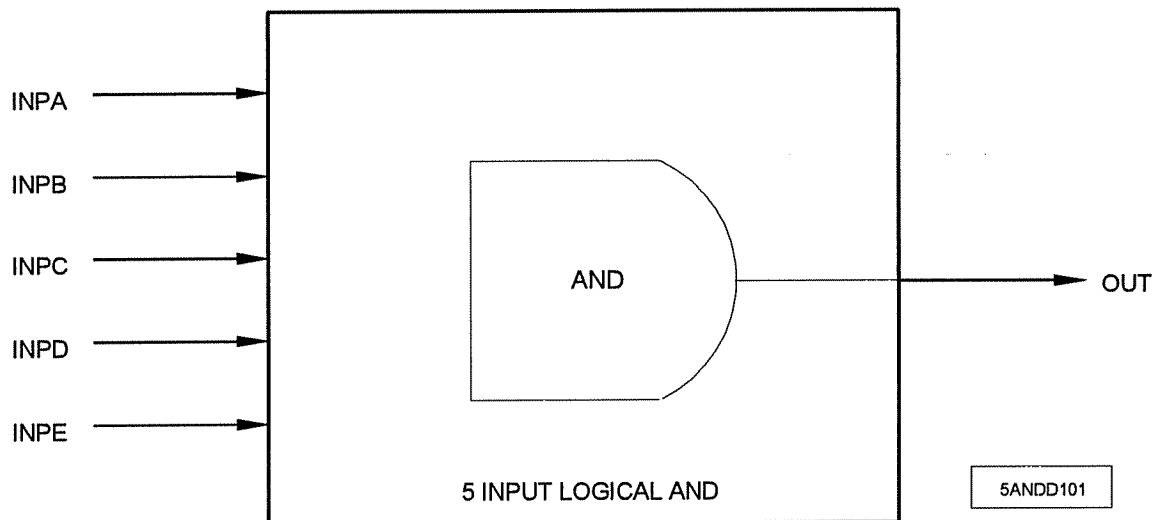 INPA
INPB
INPC
INPD
INPE
AND
OUT
5 INPUT LOGICAL AND
5ANDD101